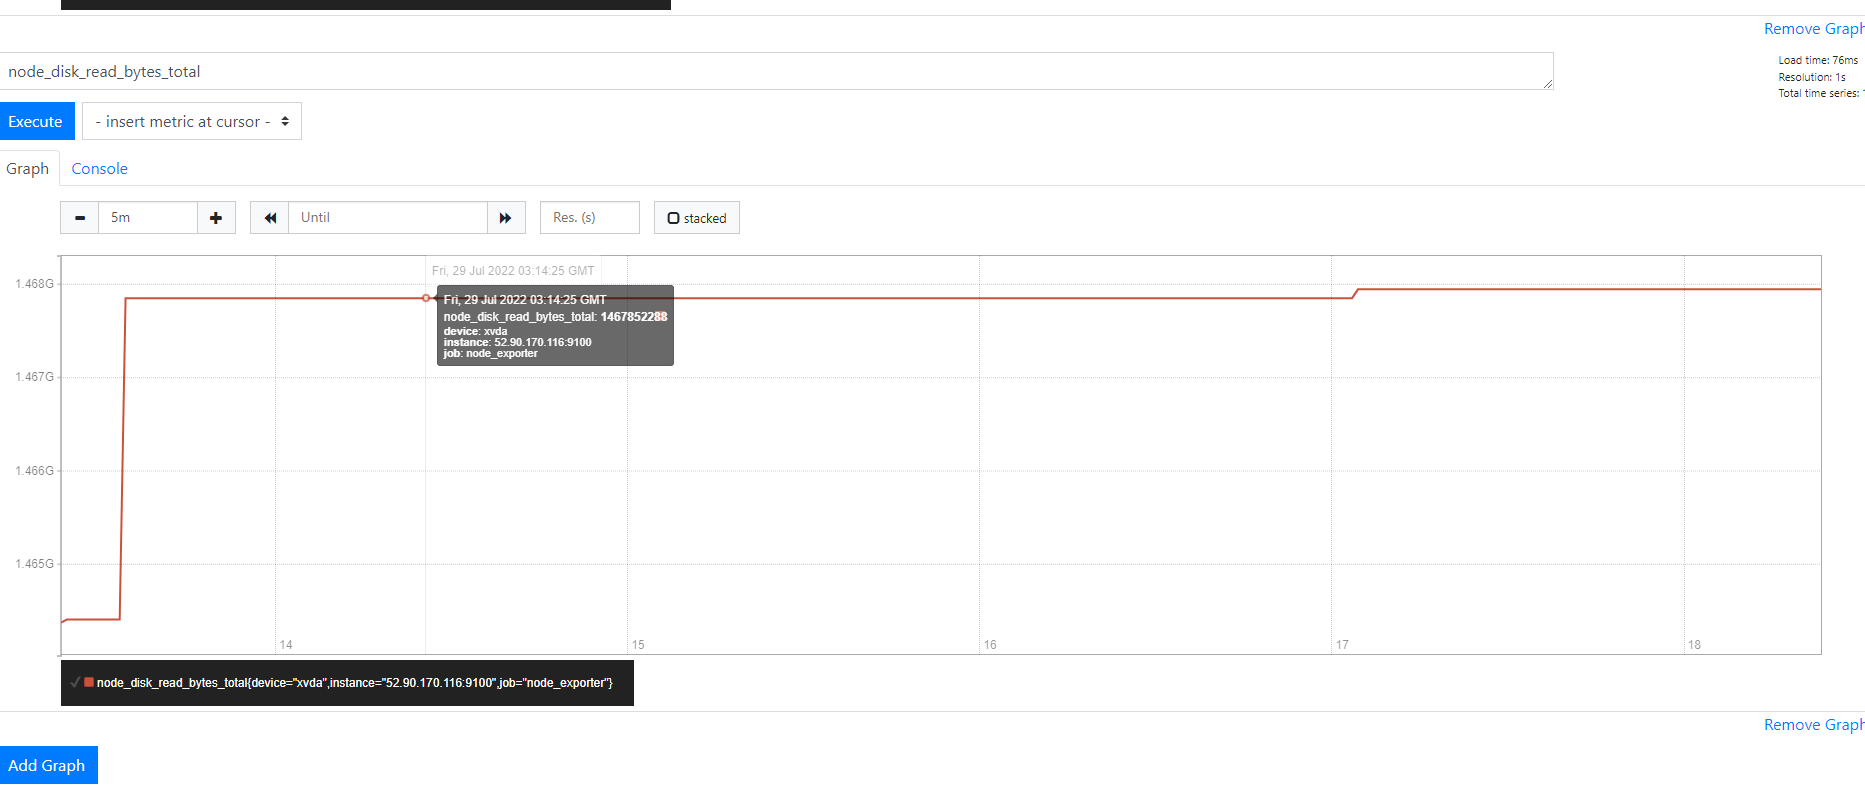 Remove Graph
node_disk_read_bytes_total
Load time: 76ms
Resolution: 1s
Total time series:
Execute
- insert metric at cursor -
Graph
Console
5m
Until
Res. (s)
stacked
Fri, 29 Jul 2022 03:14:25 GMT
1.468G
Fri, 29 Jul 2022 03:14:25 GMT
node_disk_read_bytes_total: 1467852288
device: xvda
instance: 52.90.170.116:9100
job: node_exporter
1.467G
1.466G
1.465G
14
15
16
17
18
node_disk_read_bytes_total{device="xvda",instance="52.90.170.116:9100",job="node_exporter"}
Remove Graph
Add Graph